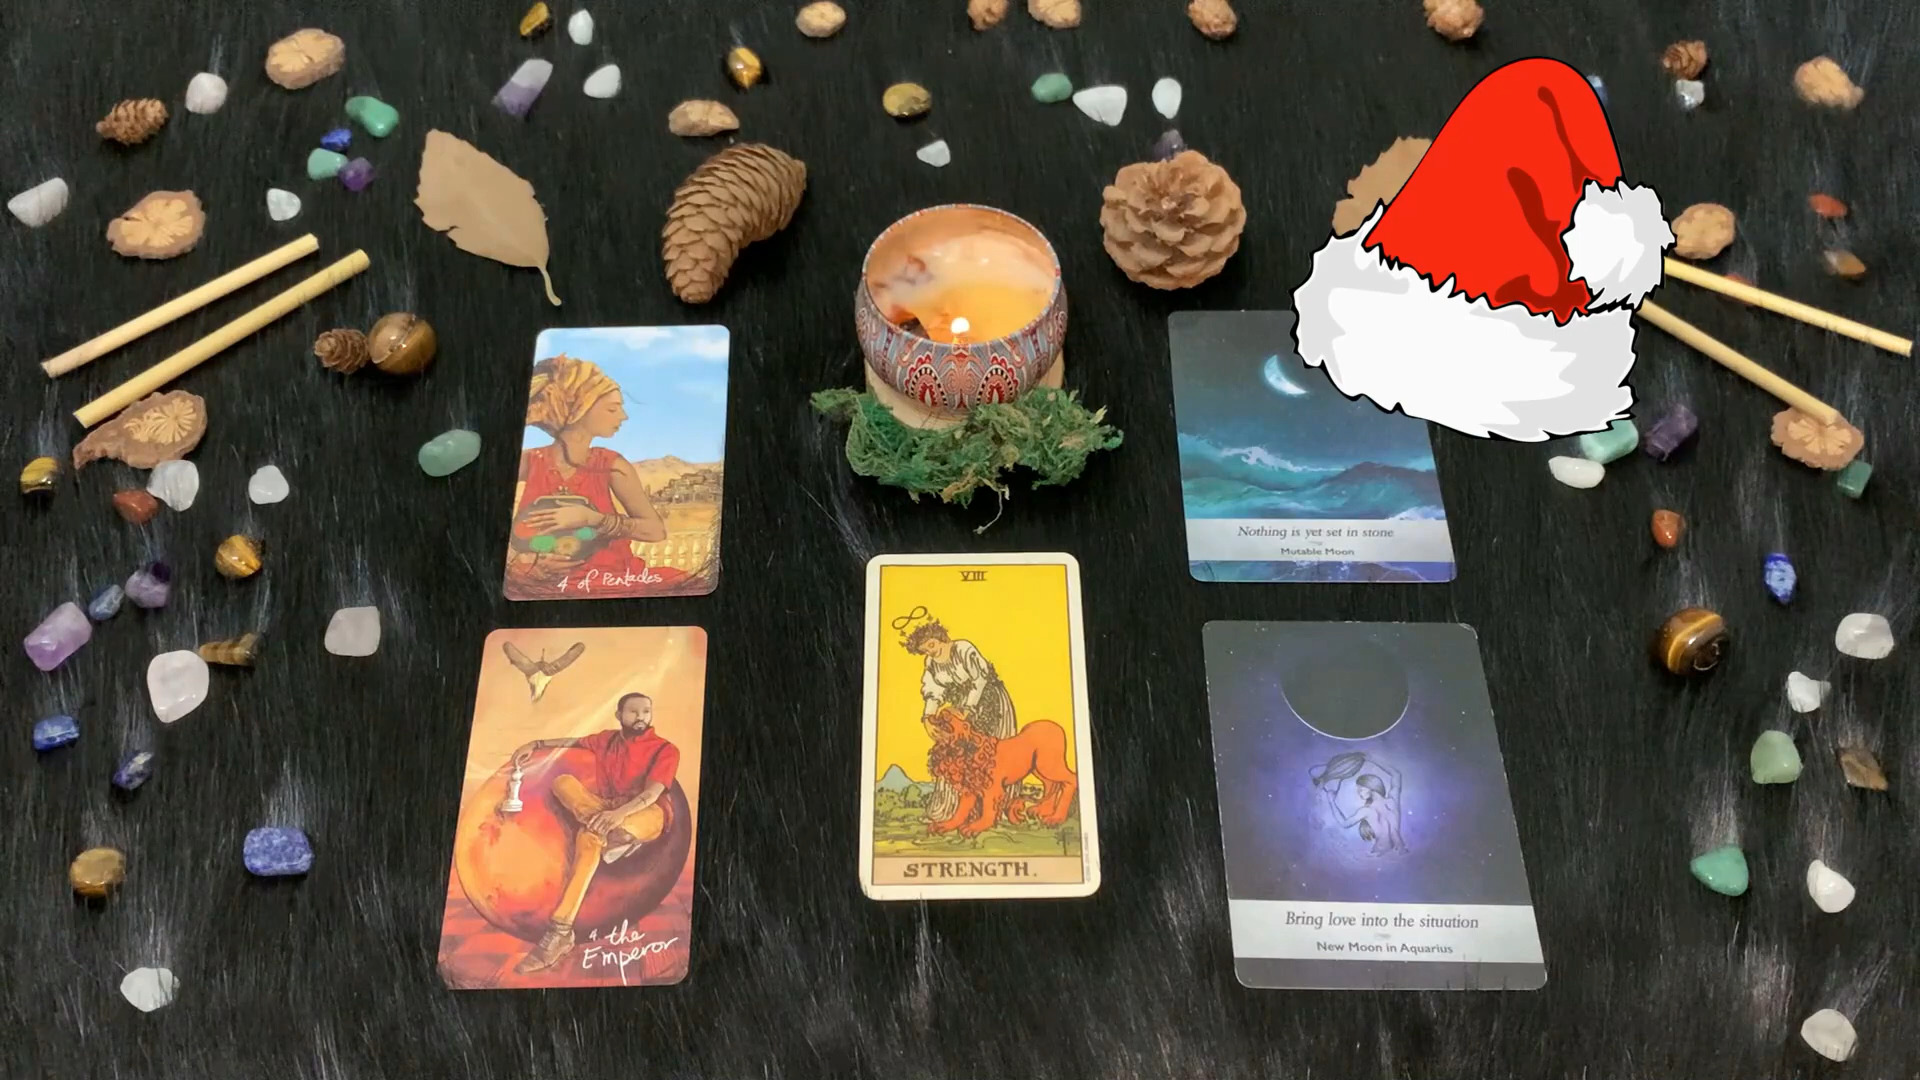 4 of Pentacles
Nothing is yet set in stone
Mutable Moon
VIII
STRENGTH.
4 the
Emperor
Bring love into the situation
New Moon in Aquarius